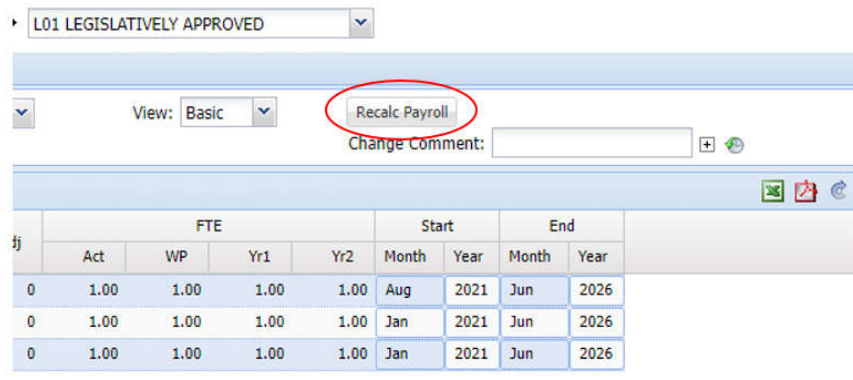 L01 LEGISLATIVELY APPROVED
View: Basic Recalc Payroll
Change Comment:
FTE Start End
dj Act WP Yr1 Yr2 Month Year Month Year
0 1.00 1.00 1.00 1.00 Aug 2021 Jun 2026
0 1.00 1.00 1.00 1.00 Jan 2021 Jun 2026
0 1.00 1.00 1.00 1.00 Jan 2021 Jun 2026